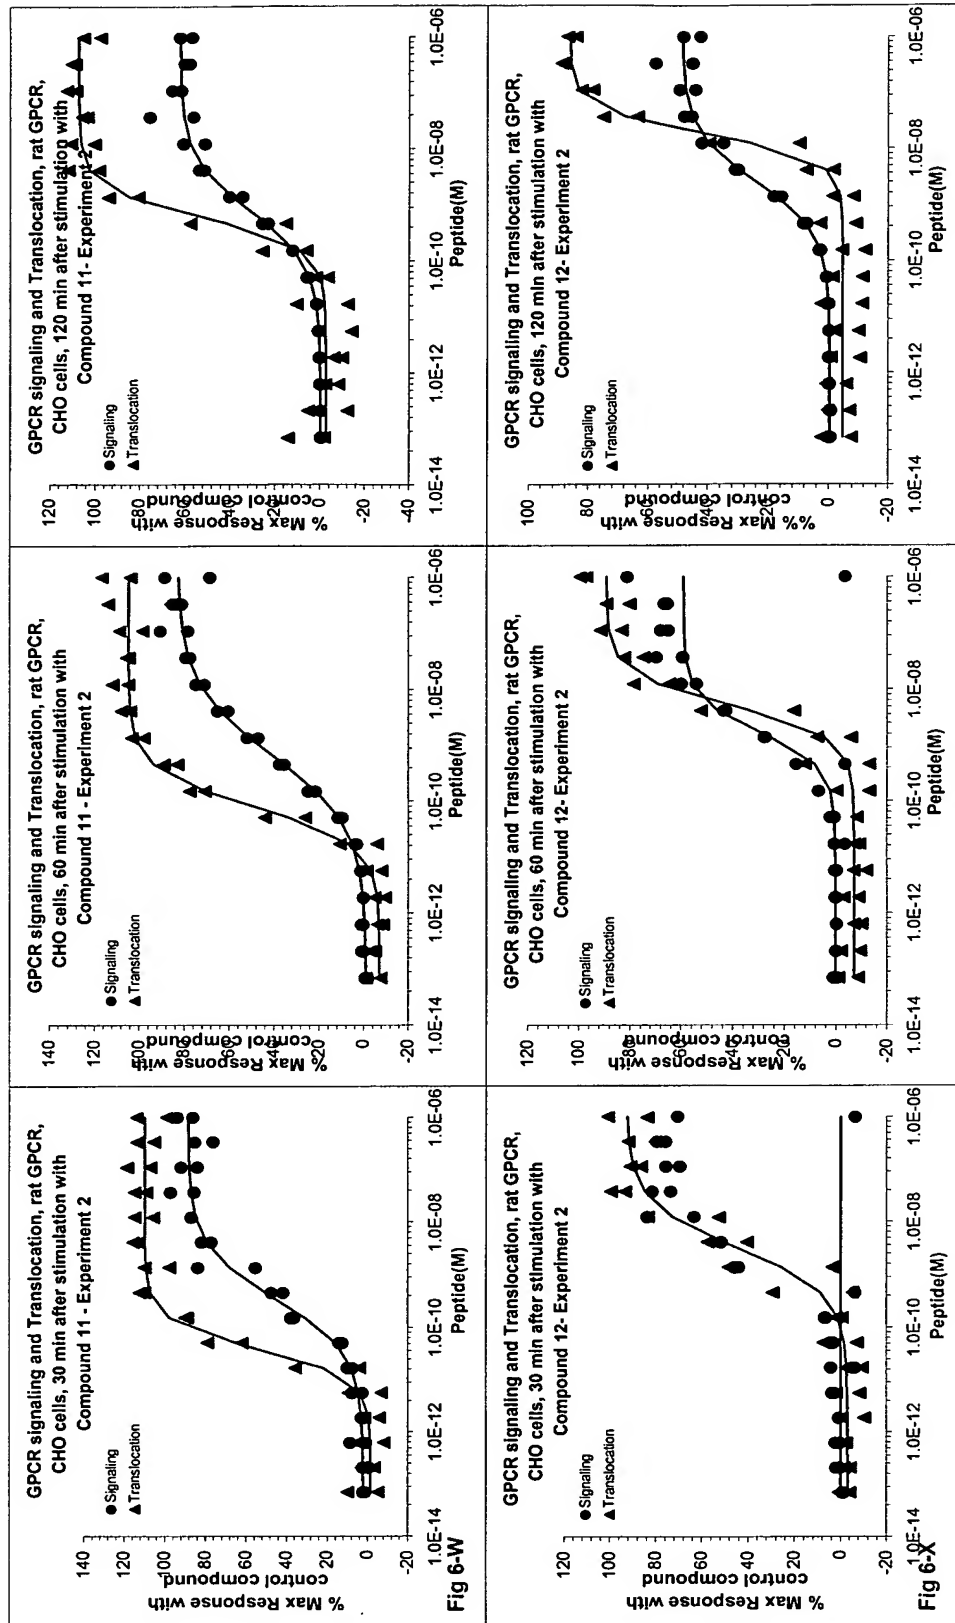 GPCR signaling and Translocation, rat GPCR,
CHO cells, 30 min after stimulation with
Compound 11 - Experiment 2
Signaling
Translocation
% Max Response with
control compound
140
120
100
80
60
40
20
0
-20
1.0E-14
1.0E-12
1.0E-10
1.0E-08
1.0E-06
Peptide(M)
Fig 6-W
GPCR signaling and Translocation, rat GPCR,
CHO cells, 60 min after stimulation with
Compound 11 - Experiment 2
Signaling
Translocation
% Max Response with
control compound
140
120
100
80
60
40
20
0
-20
1.0E-14
1.0E-12
1.0E-10
1.0E-08
1.0E-06
Peptide(M)
GPCR signaling and Translocation, rat GPCR,
CHO cells, 120 min after stimulation with
Compound 11- Experiment 2
Signaling
Translocation
% Max Response with
control compound
120
100
80
60
40
20
0
-20
-40
1.0E-14
1.0E-12
1.0E-10
1.0E-08
1.0E-06
Peptide(M)
GPCR signaling and Translocation, rat GPCR,
CHO cells, 30 min after stimulation with
Compound 12- Experiment 2
Signaling
Translocation
% Max Response with
control compound
120
100
80
60
40
20
0
-20
1.0E-14
1.0E-12
1.0E-10
1.0E-08
1.0E-06
Peptide(M)
Fig 6-X
GPCR signaling and Translocation, rat GPCR,
CHO cells, 60 min after stimulation with
Compound 12- Experiment 2
Signaling
Translocation
% Max Response with
control compound
120
100
80
60
40
20
0
-20
1.0E-14
1.0E-12
1.0E-10
1.0E-08
1.0E-06
Peptide(M)
GPCR signaling and Translocation, rat GPCR,
CHO cells, 120 min after stimulation with
Compound 12- Experiment 2
Signaling
Translocation
%% Max Response with
control compound
100
80
60
40
20
0
-20
1.0E-14
1.0E-12
1.0E-10
1.0E-08
1.0E-06
Peptide(M)